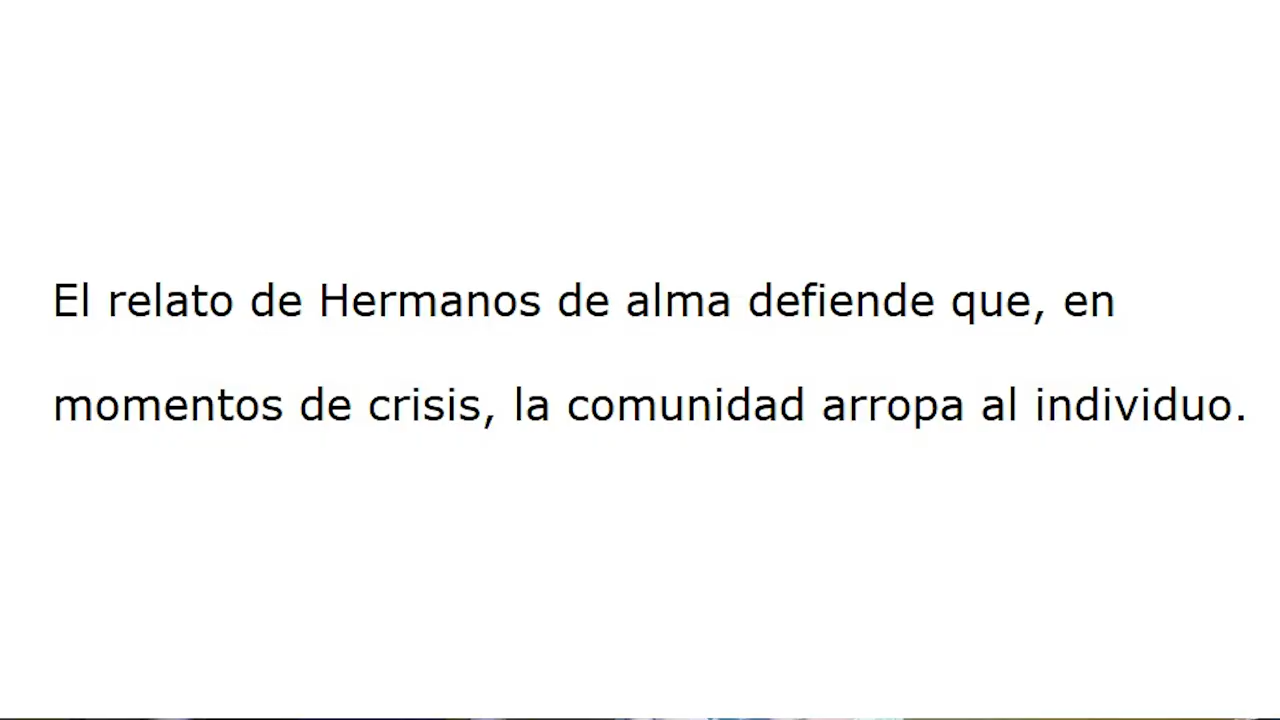 El relato de Hermanos de alma defiende que, en
momentos de crisis, la comunidad arropa al individuo.